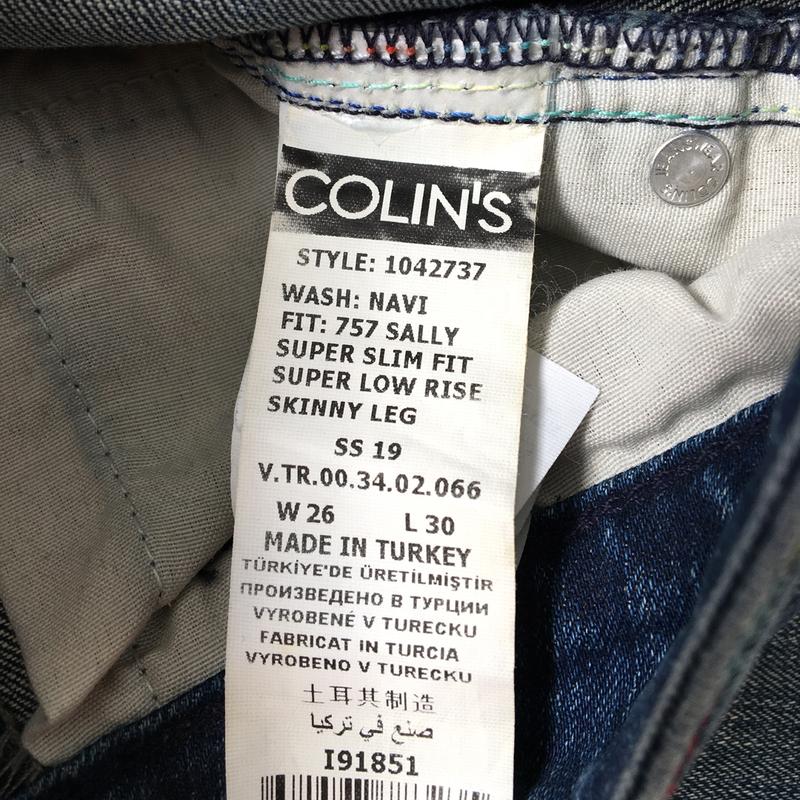 COLIN'S
STYLE: 1042737
WASH: NAVI
FIT: 757 SALLY
SUPER SLIM FIT
SUPER LOW RISE
SKINNY LEG
SS 19
V.TR.00.34.02.066
W 26 L 30
MADE IN TURKEY
TÜRKİYE'DE ÜRETİLMİŞTİR
ПРОИЗВЕДЕНО В ТУРЦИИ
VYROBENÉ V TURECKU
FABRICAT iN TURCIA
VYROBENO V TURECKU
土耳其制造
صنع في تركيا
I91851
JEANSWEAR